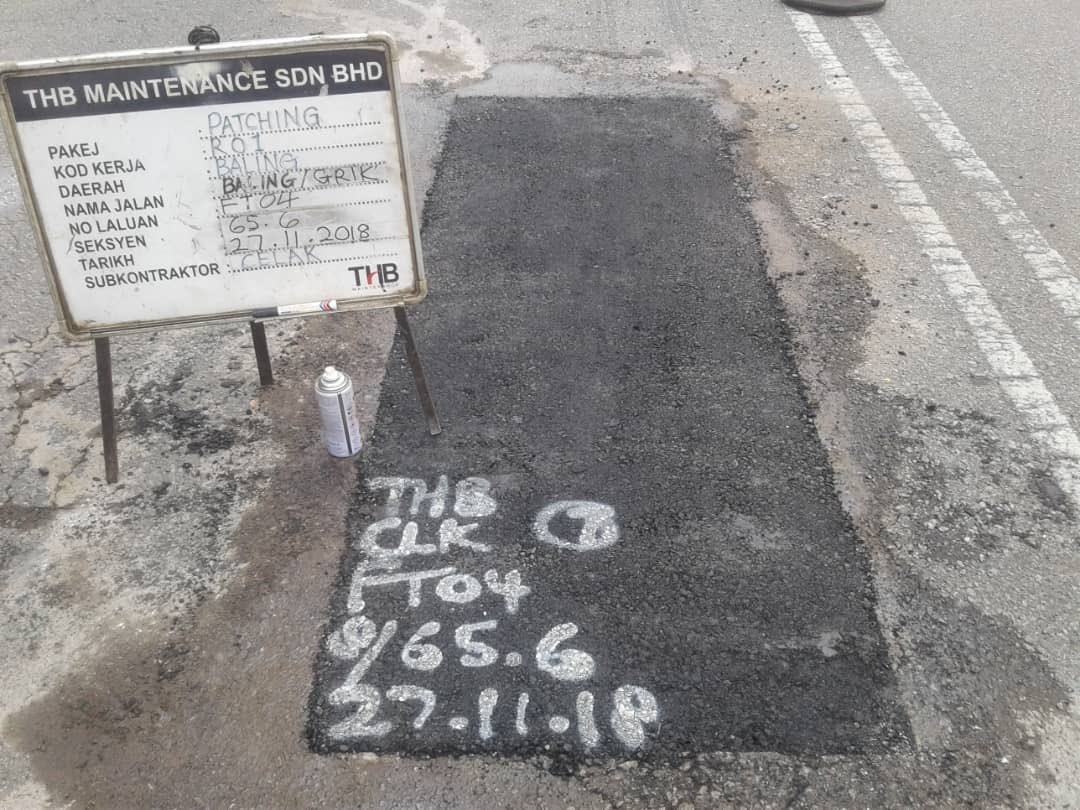 THB MAINTENANCE SDN BHD
PAKEJ : PATCHING
KOD KERJA : R01
DAERAH : BALING
NAMA JALAN : BALING/GRIK
NO LALUAN : FT04
SEKSYEN : 65.6
TARIKH : 27.11.2018
SUBKONTRAKTOR : CELAK
THB
THB
CLK
FT04
65.6
27.11.18